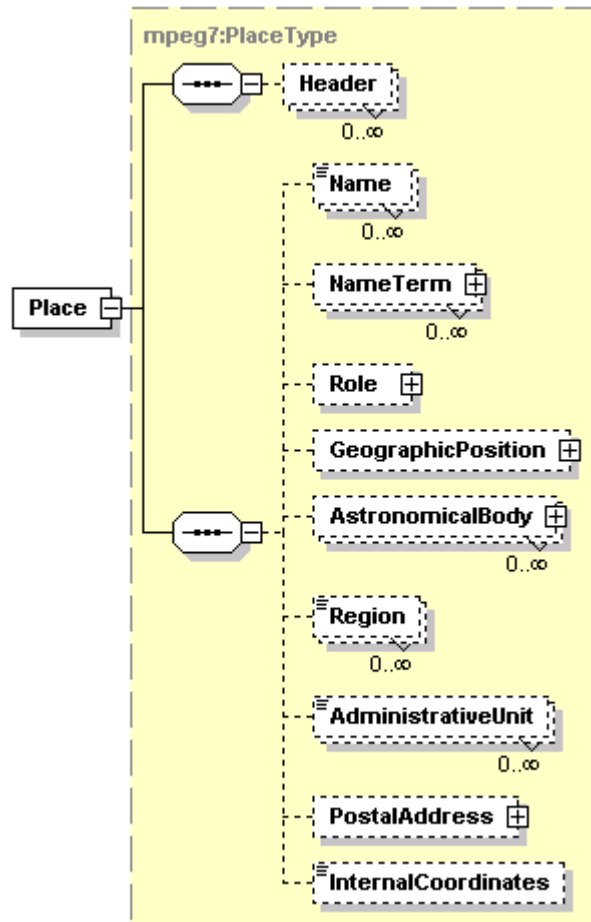 mpeg7:PlaceType
Header
0..∞
Name
0..∞
NameTerm
0..∞
Place
Role
GeographicPosition
AstronomicalBody
0..∞
Region
0..∞
AdministrativeUnit
0..∞
PostalAddress
InternalCoordinates